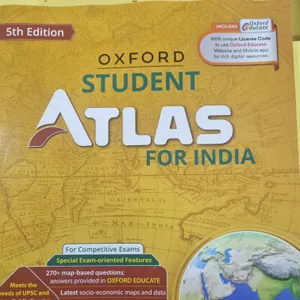 5th Edition
INCLUDES
Oxford
Educate
With unique License Code
to use Oxford Educate
Website and Mobile app
for rich digital resources.
OXFORD
STUDENT
ATLAS
FOR INDIA
For Competitive Exams
Special Exam-oriented Features
270+ map-based questions;
answers provided in OXFORD EDUCATE
Meets the
needs of UPSC and
Latest socio-economic maps and data